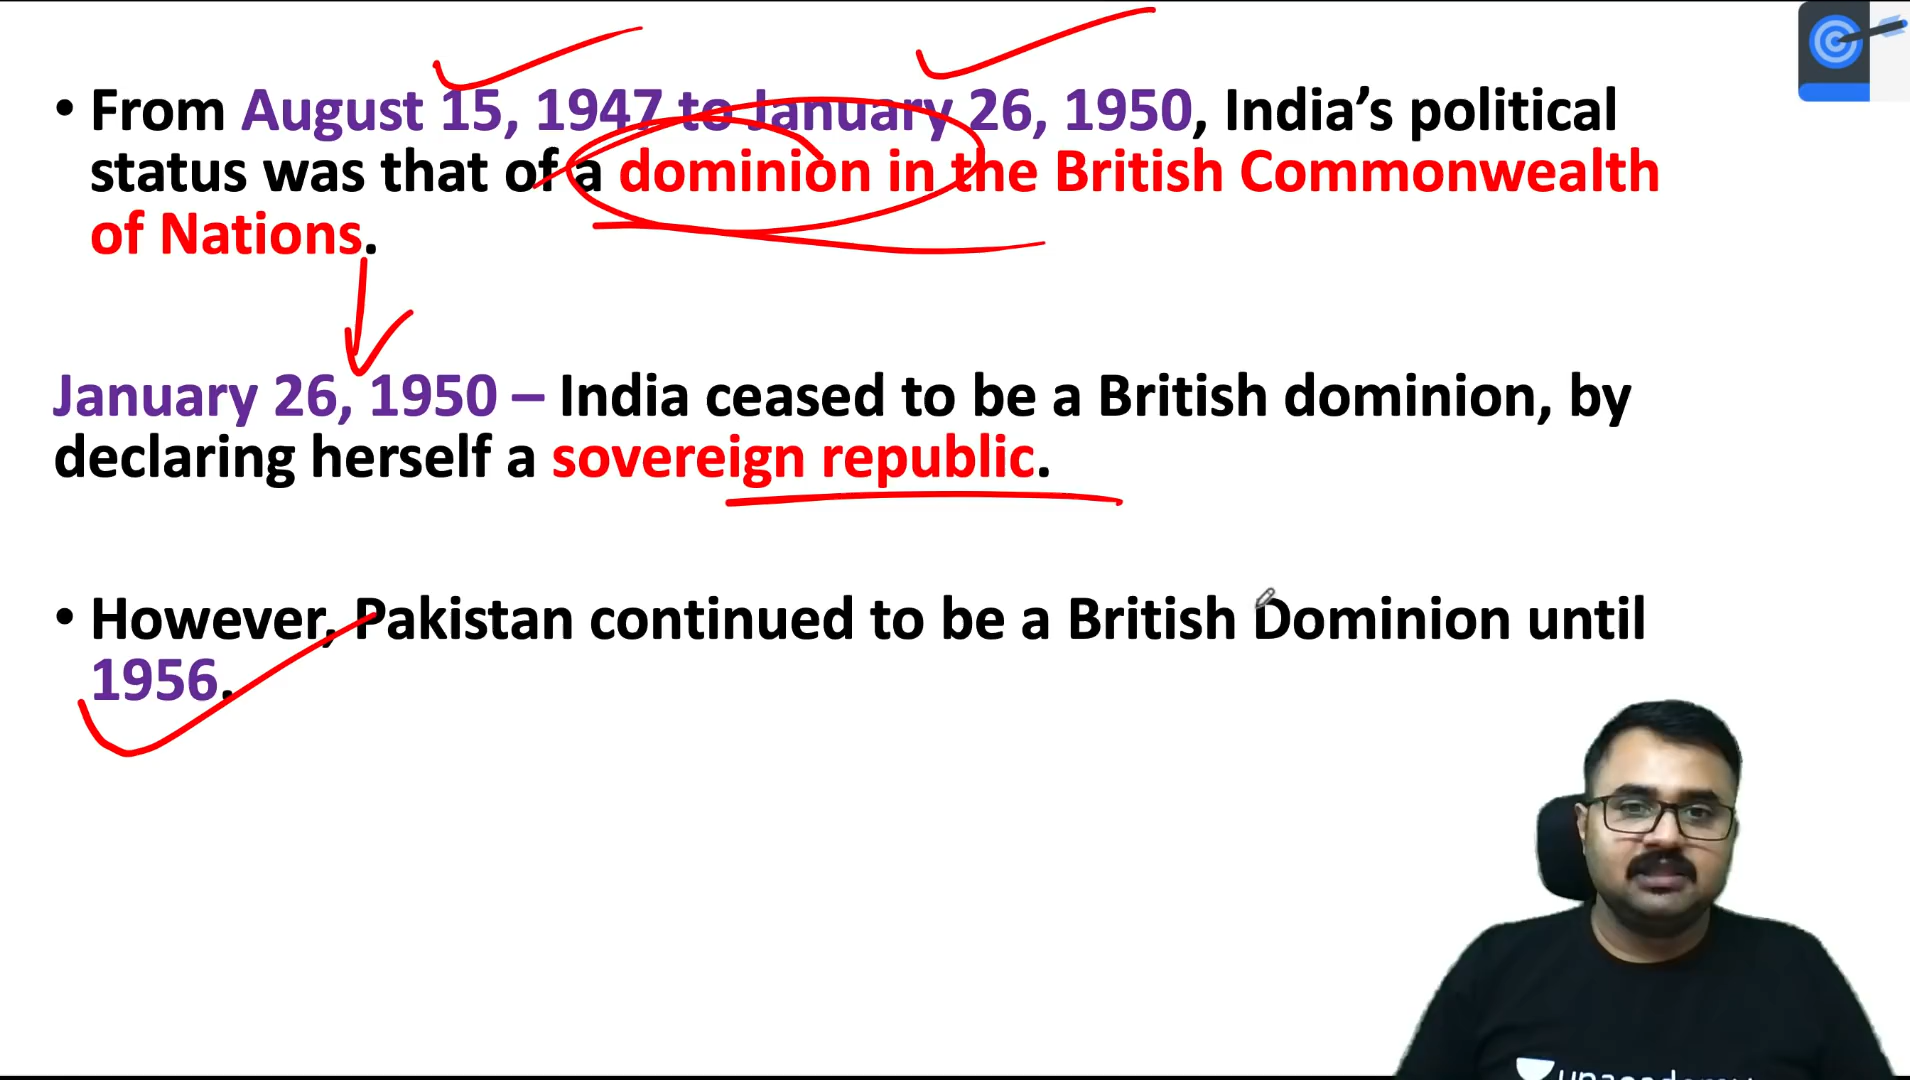 • From August 15, 1947 to January 26, 1950, India’s political
status was that of a dominion in the British Commonwealth
of Nations.
January 26, 1950 – India ceased to be a British dominion, by
declaring herself a sovereign republic.
• However, Pakistan continued to be a British Dominion until
1956.
unacademy